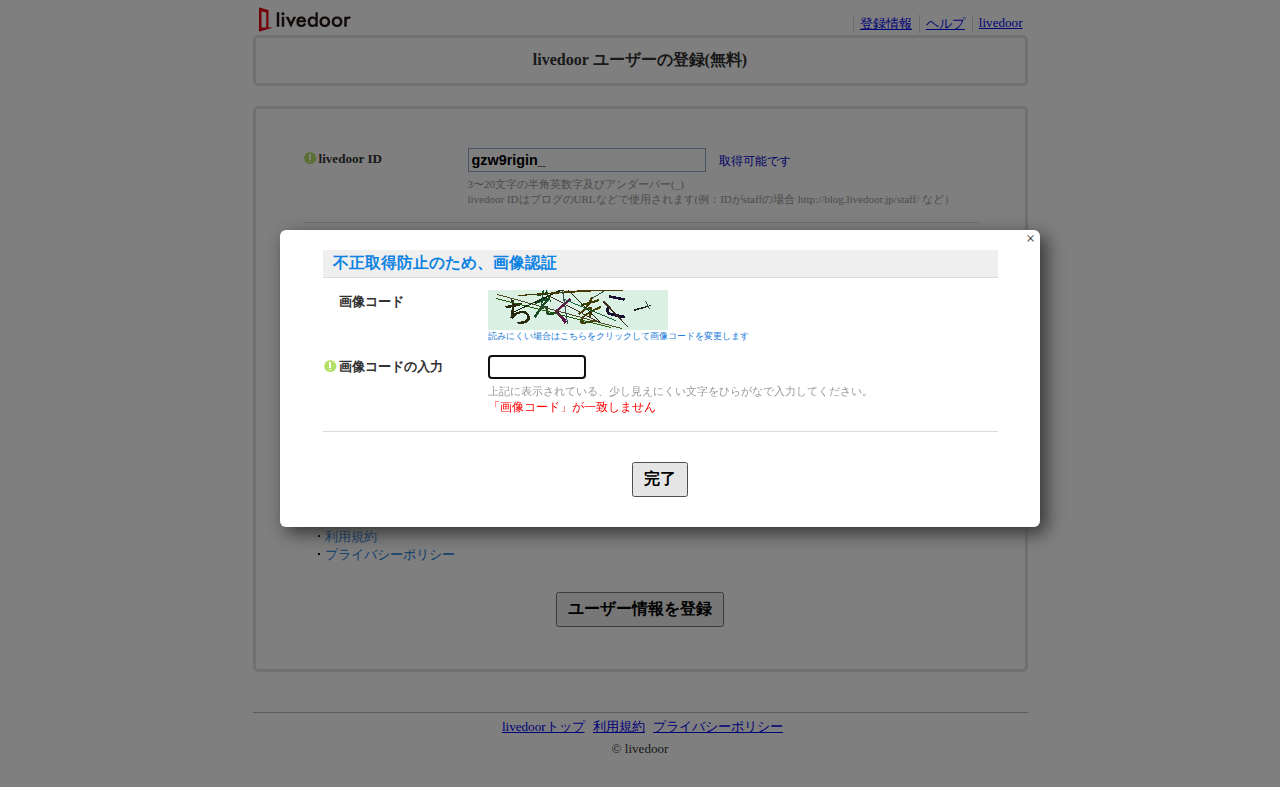 livedoor
登録情報 ヘルプ livedoor
livedoor ユーザーの登録(無料)
livedoor ID
gzw9rigin_
取得可能です
3〜20文字の半角英数字及びアンダーバー(_)
livedoor IDはブログのURLなどで使用されます(例：IDがstaffの場合 http://blog.livedoor.jp/staff/ など)
×
不正取得防止のため、画像認証
画像コード
読みにくい場合はこちらをクリックして画像コードを変更します
画像コードの入力
上記に表示されている、少し見えにくい文字をひらがなで入力してください。
「画像コード」が一致しません
完了
・利用規約
・プライバシーポリシー
ユーザー情報を登録
livedoorトップ 利用規約 プライバシーポリシー
© livedoor